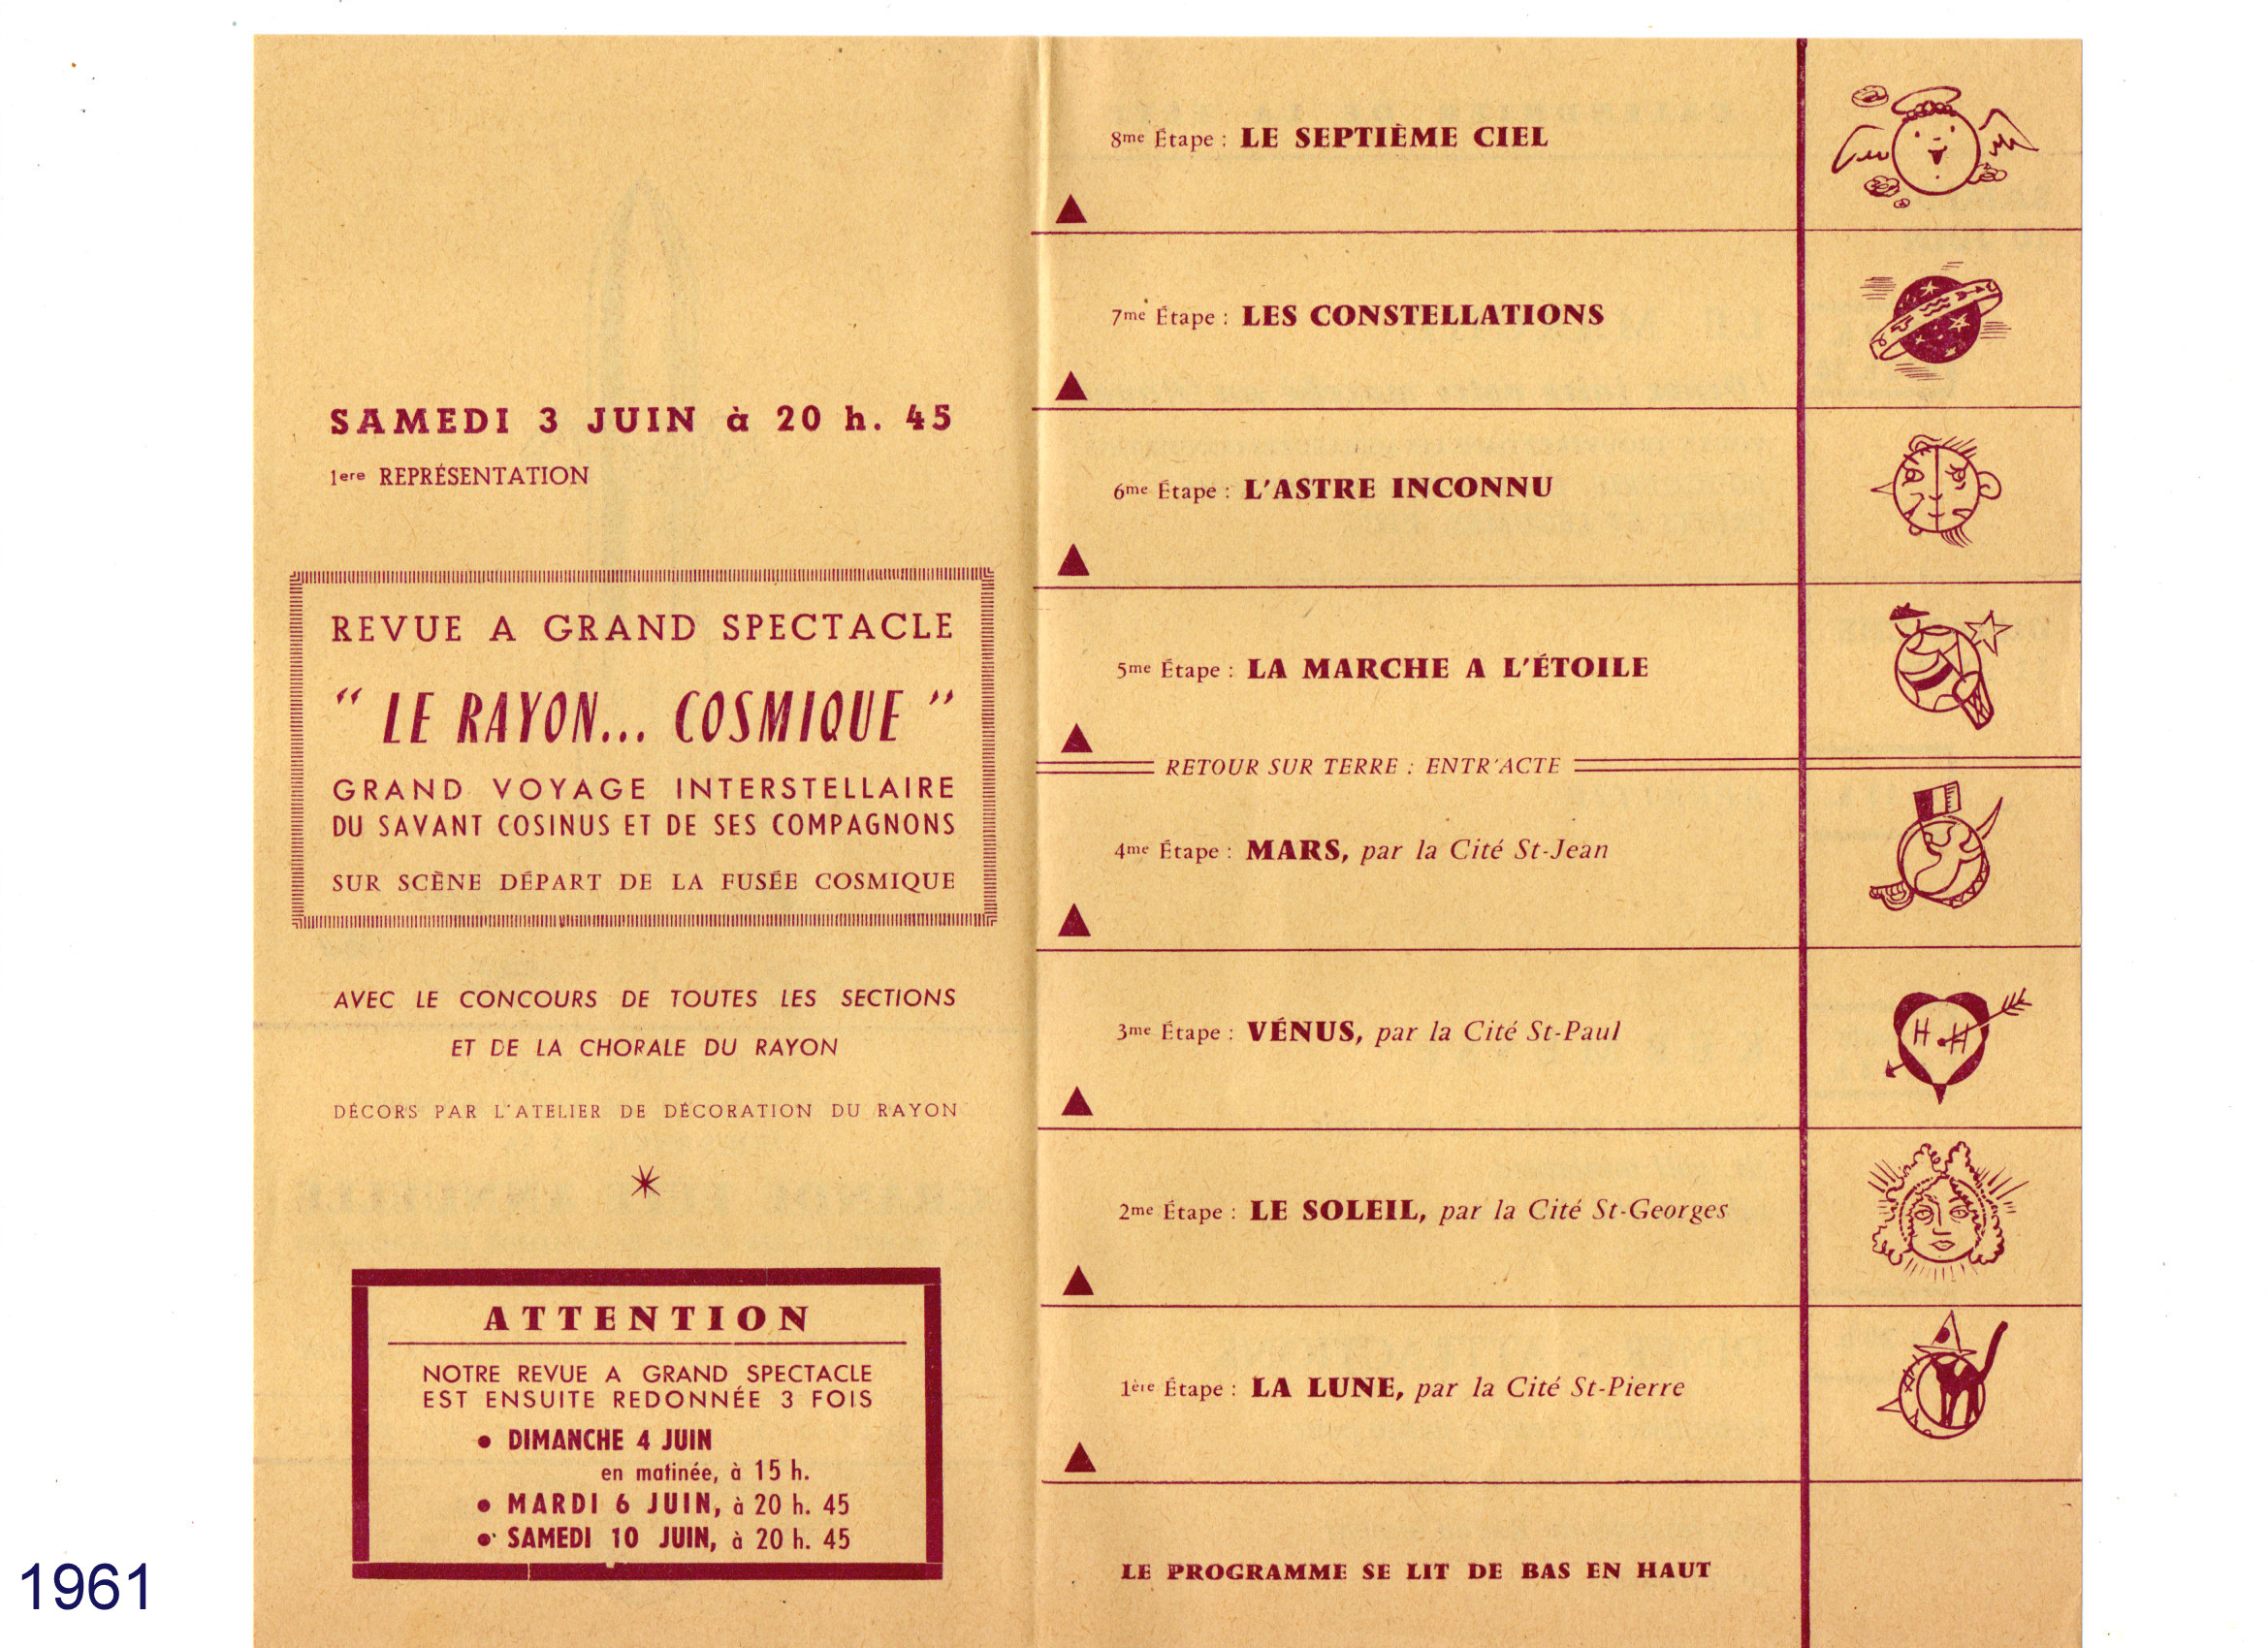 SAMEDI 3 JUIN à 20 h. 45
1ere REPRÉSENTATION
REVUE A GRAND SPECTACLE
“ LE RAYON... COSMIQUE ”
GRAND VOYAGE INTERSTELLAIRE
DU SAVANT COSINUS ET DE SES COMPAGNONS
SUR SCÈNE DÉPART DE LA FUSÉE COSMIQUE
AVEC LE CONCOURS DE TOUTES LES SECTIONS
ET DE LA CHORALE DU RAYON
DÉCORS PAR L'ATELIER DE DÉCORATION DU RAYON
ATTENTION
NOTRE REVUE A GRAND SPECTACLE
EST ENSUITE REDONNÉE 3 FOIS
• DIMANCHE 4 JUIN
en matinée, à 15 h.
• MARDI 6 JUIN, à 20 h. 45
• SAMEDI 10 JUIN, à 20 h. 45
8me Étape : LE SEPTIÈME CIEL
7me Étape : LES CONSTELLATIONS
6me Étape : L'ASTRE INCONNU
5me Étape : LA MARCHE A L'ÉTOILE
RETOUR SUR TERRE : ENTR'ACTE
4me Étape : MARS, par la Cité St-Jean
3me Étape : VÉNUS, par la Cité St-Paul
H H
2me Étape : LE SOLEIL, par la Cité St-Georges
1ère Étape : LA LUNE, par la Cité St-Pierre
LE PROGRAMME SE LIT DE BAS EN HAUT
1961